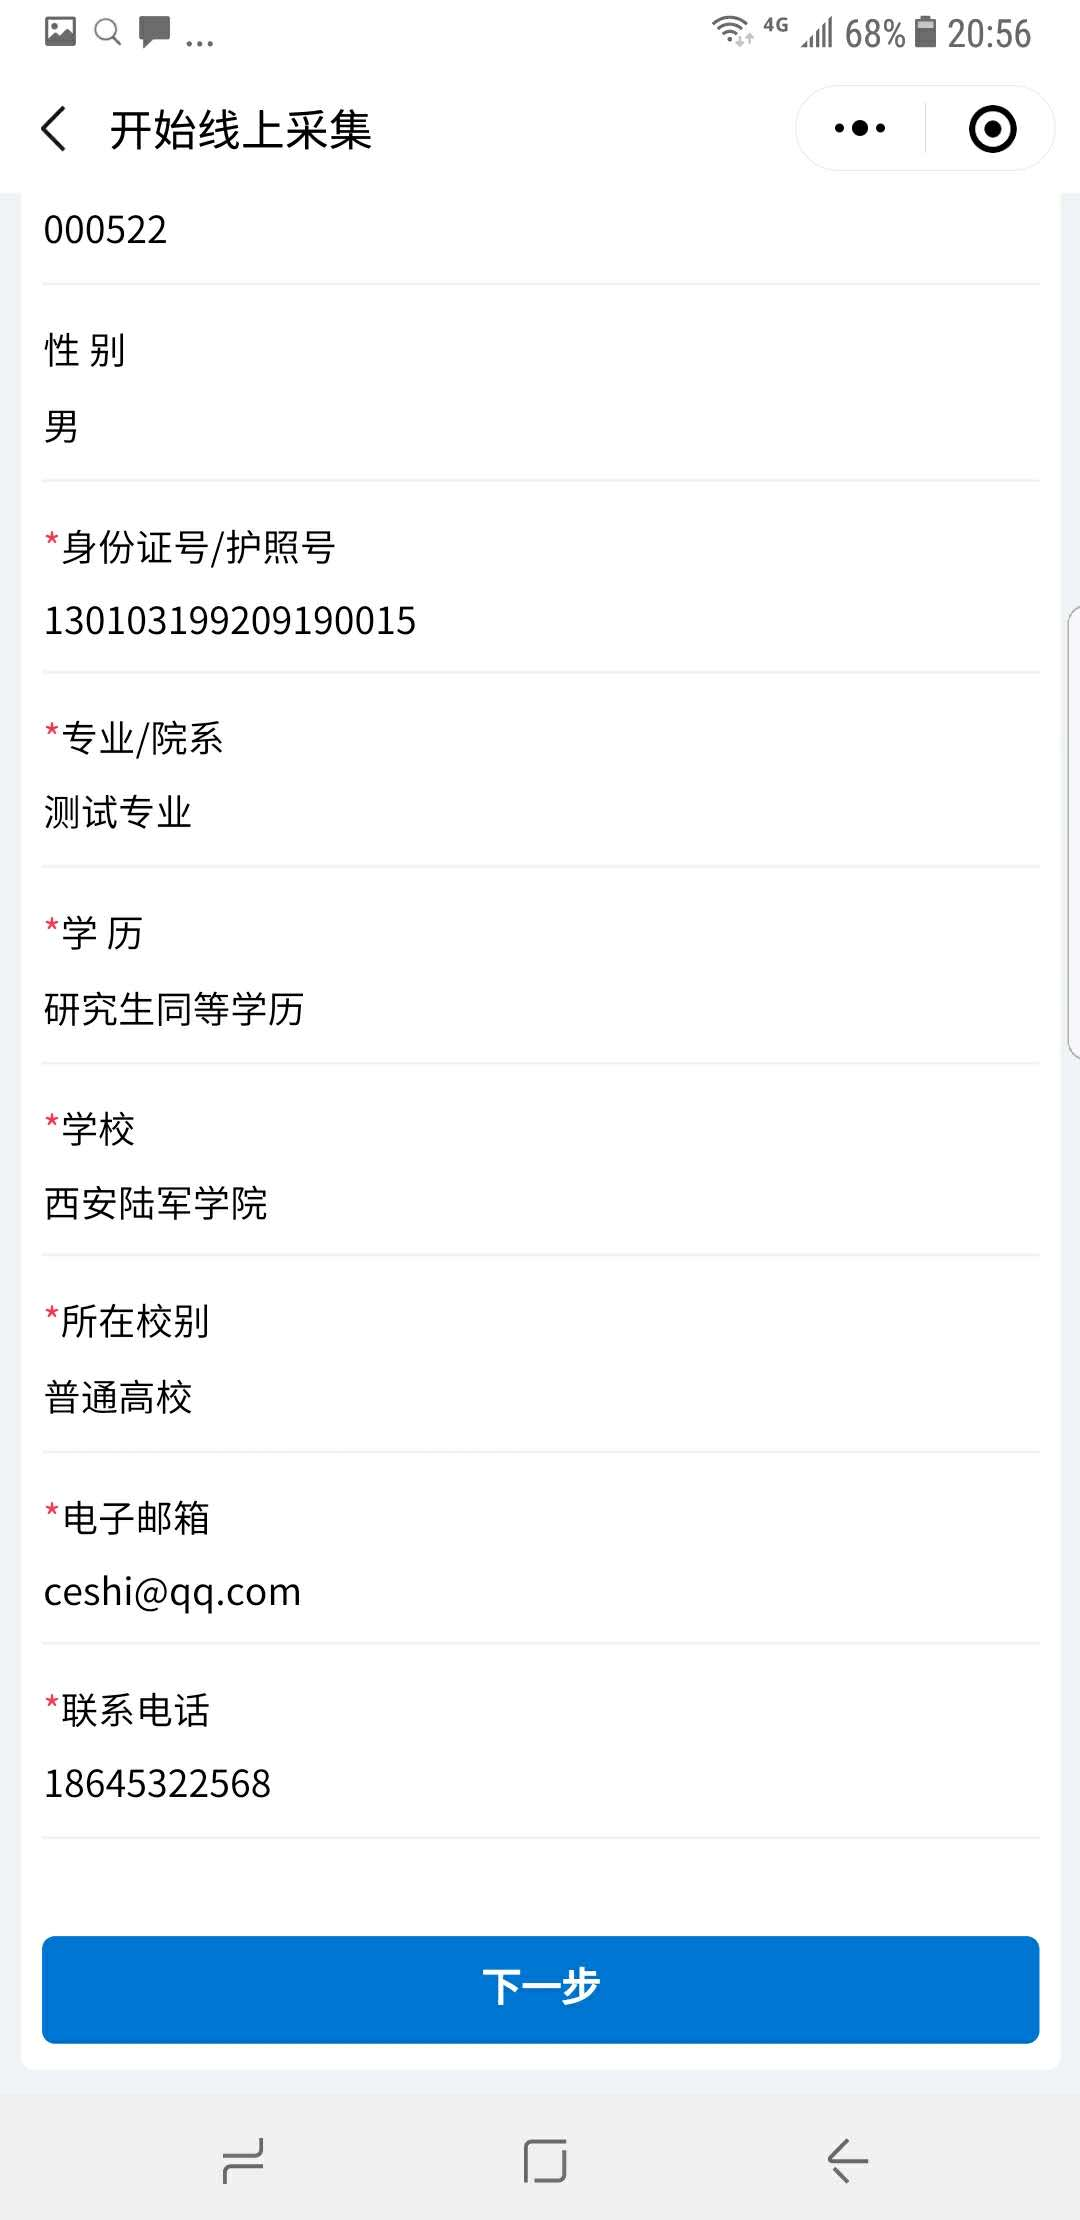 4G 68% 20:56
开始线上采集
000522
性 别
男
*身份证号/护照号
130103199209190015
*专业/院系
测试专业
*学 历
研究生同等学历
*学校
西安陆军学院
*所在校别
普通高校
*电子邮箱
ceshi@qq.com
*联系电话
18645322568
下一步